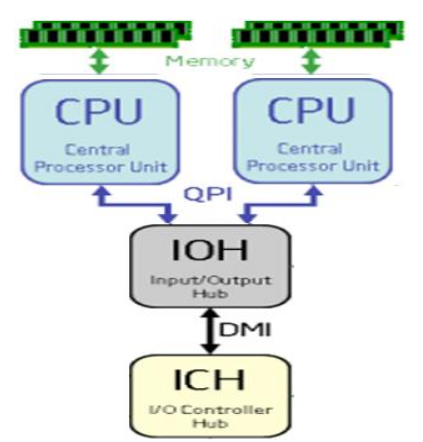 Memory
CPU
Central
Processor Unit
CPU
Central
Processor Unit
QPI
IOH
Input/Output
Hub
DMI
ICH
I/O Controller
Hub